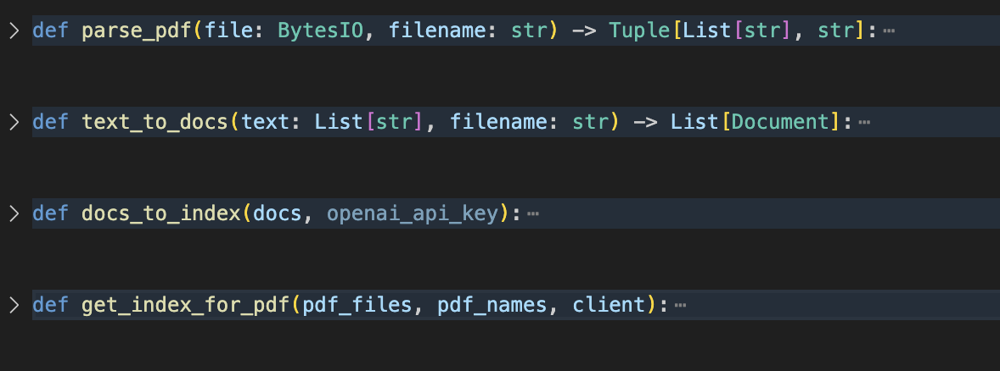 def parse_pdf(file: BytesIO, filename: str) -> Tuple[List[str], str]:⋯
def text_to_docs(text: List[str], filename: str) -> List[Document]:⋯
def docs_to_index(docs, openai_api_key):⋯
def get_index_for_pdf(pdf_files, pdf_names, client):⋯